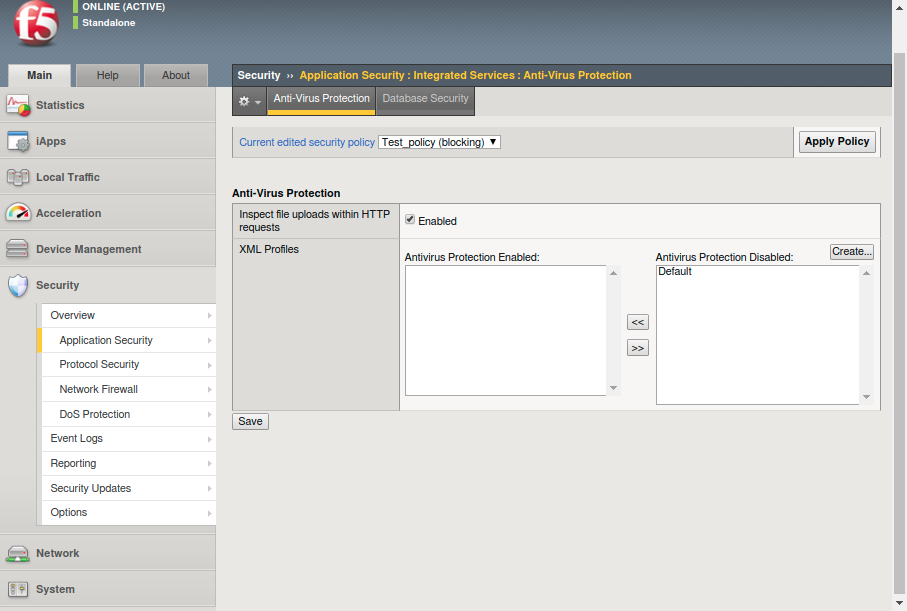 f5
ONLINE (ACTIVE)
Standalone
Main
Help
About
Statistics
iApps
Local Traffic
Acceleration
Device Management
Security
Overview
Application Security
Protocol Security
Network Firewall
DoS Protection
Event Logs
Reporting
Security Updates
Options
Network
System
Security ›› Application Security : Integrated Services : Anti-Virus Protection
Anti-Virus Protection
Database Security
Current edited security policy Test_policy (blocking)
Apply Policy
Anti-Virus Protection
Inspect file uploads within HTTP
requests
Enabled
XML Profiles
Create...
Antivirus Protection Enabled:
Antivirus Protection Disabled:
Default
<<
>>
Save